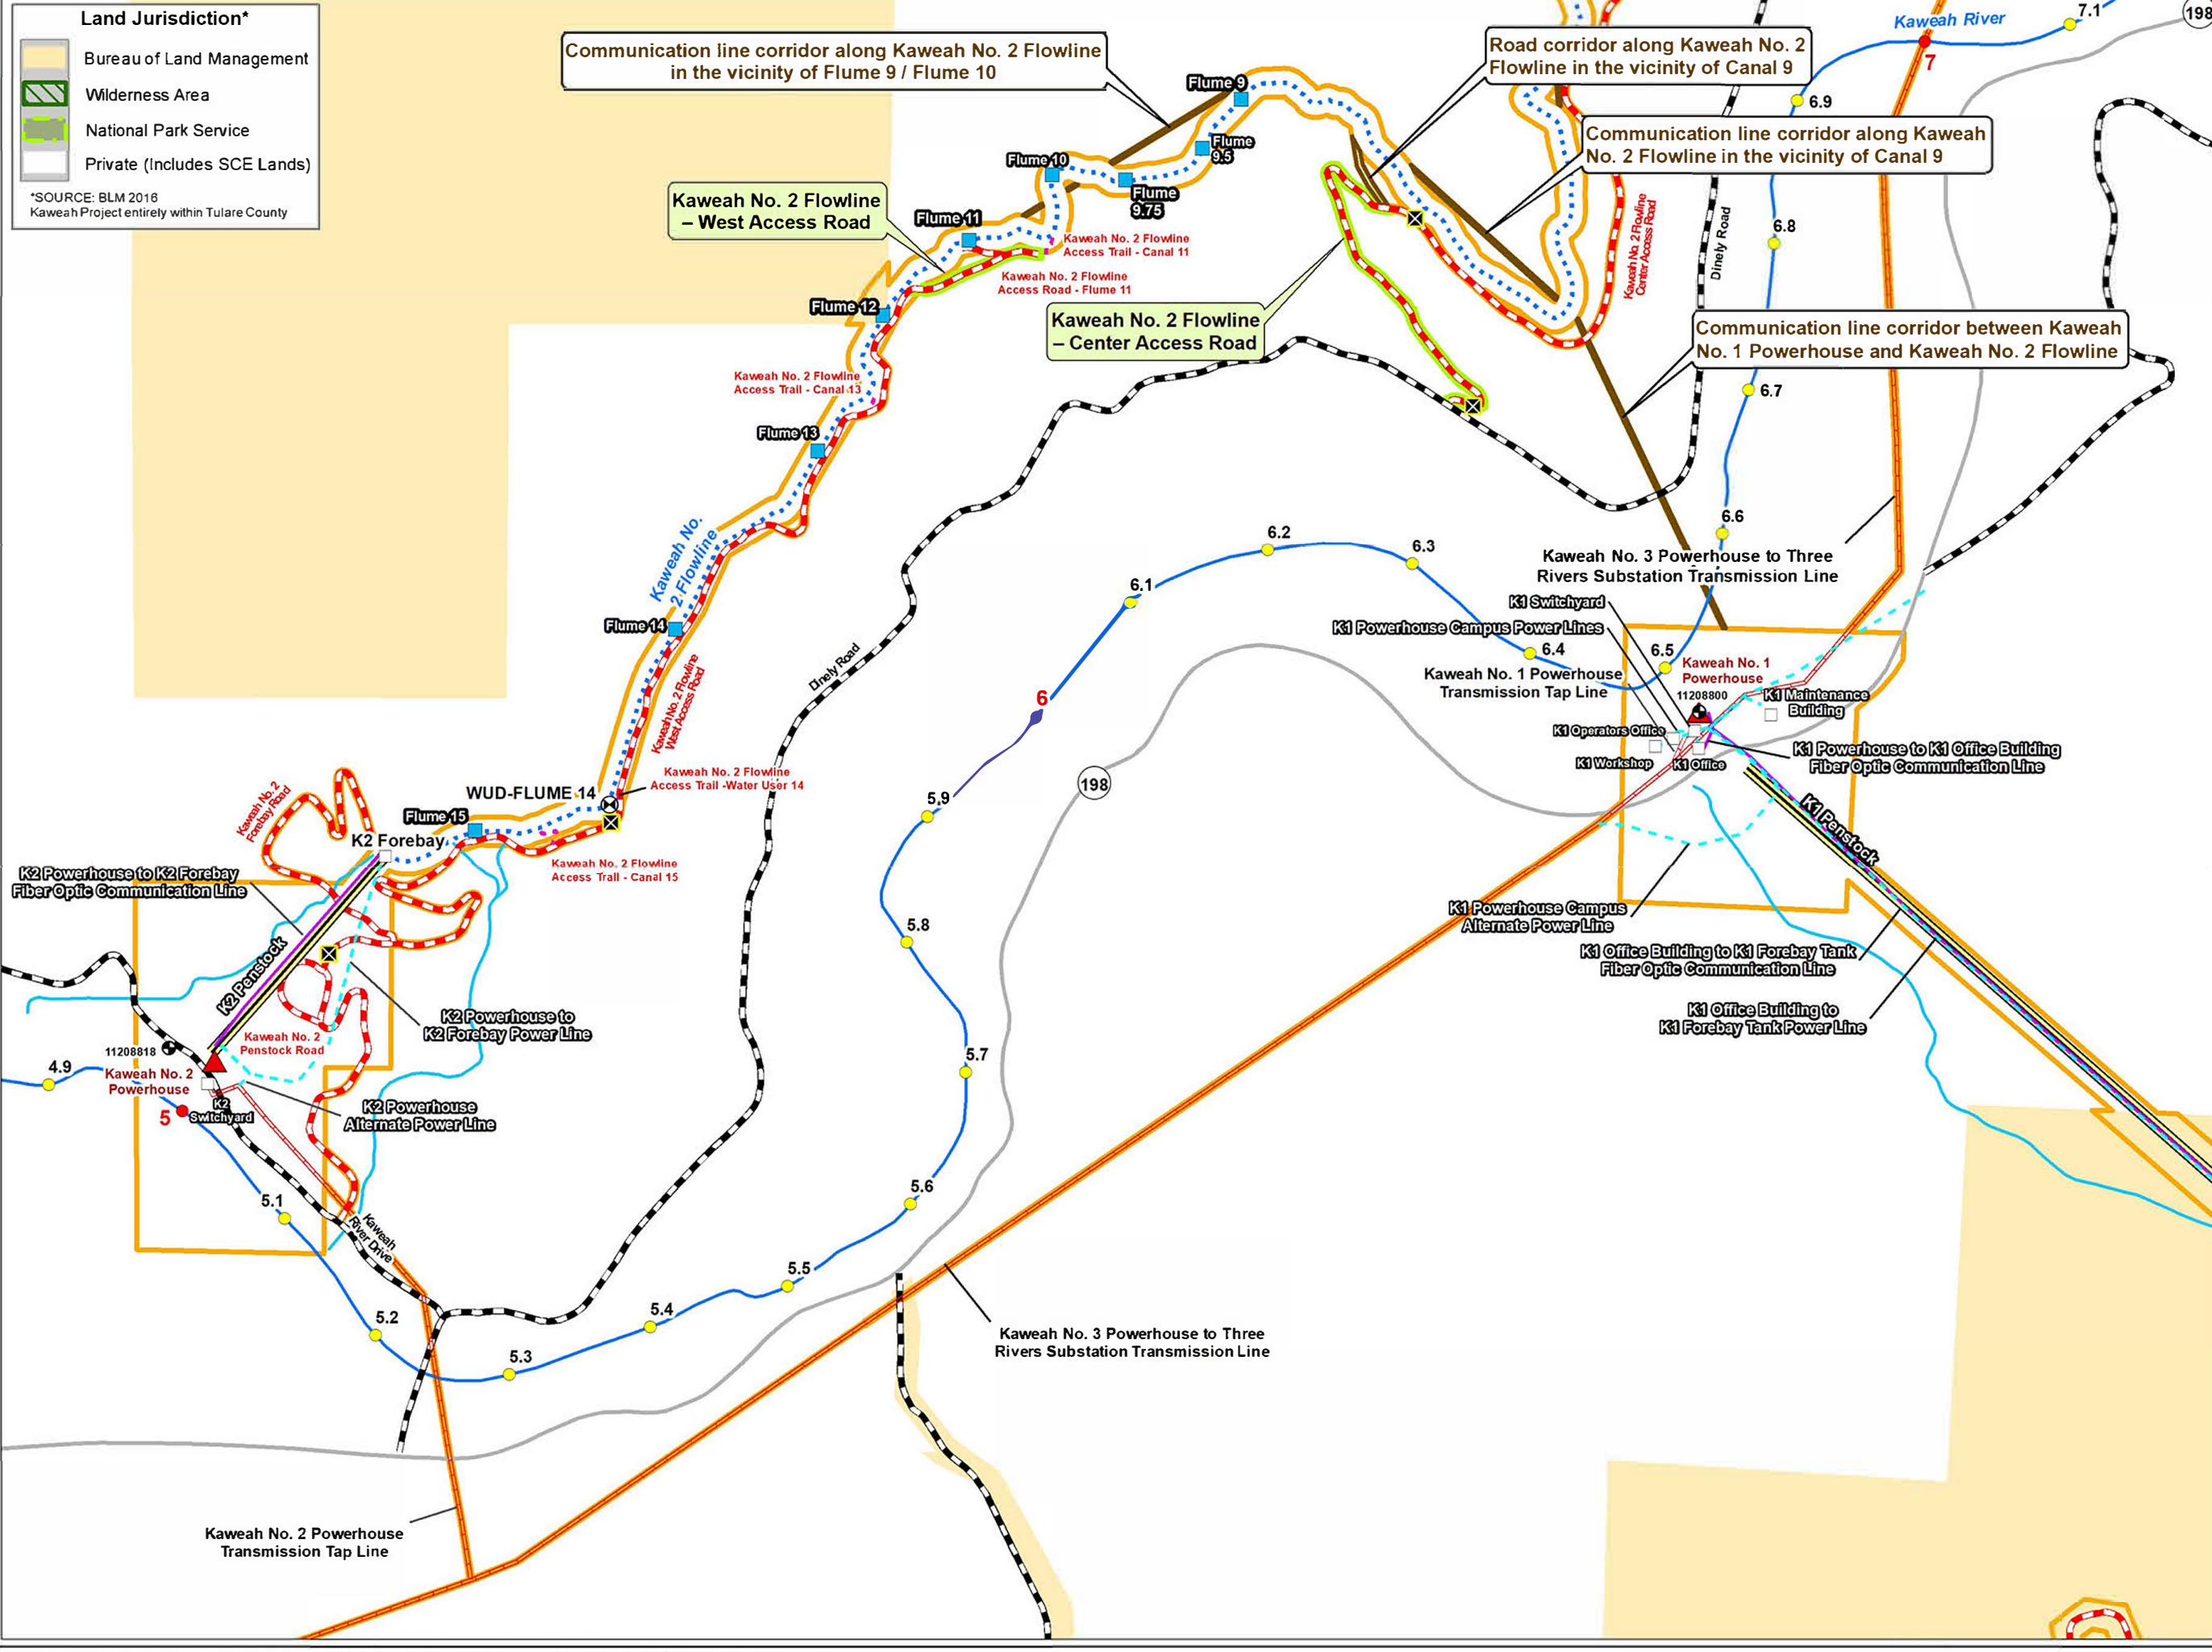 Land Jurisdiction*
Bureau of Land Management
Wilderness Area
National Park Service
Private (Includes SCE Lands)
*SOURCE: BLM 2016
Kaweah Project entirely within Tulare County
Communication line corridor along Kaweah No. 2 Flowline
in the vicinity of Flume 9 / Flume 10
Road corridor along Kaweah No. 2
Flowline in the vicinity of Canal 9
Communication line corridor along Kaweah
No. 2 Flowline in the vicinity of Canal 9
Communication line corridor between Kaweah
No. 1 Powerhouse and Kaweah No. 2 Flowline
Kaweah No. 2 Flowline
– West Access Road
Kaweah No. 2 Flowline
– Center Access Road
Kaweah River
7.1
198
7
6.9
6.8
6.7
6.6
6.5
6.4
6.3
6.2
6.1
6
5.9
5.8
5.7
5.6
5.5
5.4
5.3
5.2
5.1
5
4.9
Flume 9
Flume
9.5
Flume
9.75
Flume 10
Flume 11
Flume 12
Flume 13
Flume 14
Flume 15
WUD-FLUME 14
K2 Forebay
Kaweah No. 2 Flowline
Access Trail - Canal 11
Kaweah No. 2 Flowline
Access Road - Flume 11
Kaweah No. 2 Flowline
Access Trail - Canal 13
Kaweah No.
2 Flowline
Kaweah No. 2 Flowline
West Access Road
Kaweah No. 2 Flowline
Center Access Road
Dinely Road
Dinely Road
Kaweah No. 2 Flowline
Access Trail -Water User 14
Kaweah No. 2 Flowline
Access Trail - Canal 15
Kaweah No. 2
Forebay Road
K2 Powerhouse to K2 Forebay
Fiber Optic Communication Line
K2 Penstock
K2 Powerhouse to
K2 Forebay Power Line
Kaweah No. 2
Penstock Road
11208818
Kaweah No. 2
Powerhouse
K2
Switchyard
K2 Powerhouse
Alternate Power Line
Kaweah
River Drive
Kaweah No. 2 Powerhouse
Transmission Tap Line
198
Kaweah No. 3 Powerhouse to Three
Rivers Substation Transmission Line
Kaweah No. 3 Powerhouse to Three
Rivers Substation Transmission Line
K1 Switchyard
K1 Powerhouse Campus Power Lines
Kaweah No. 1 Powerhouse
Transmission Tap Line
Kaweah No. 1
Powerhouse
11208800
K1 Maintenance
Building
K1 Operators Office
K1 Workshop
K1 Office
K1 Powerhouse to K1 Office Building
Fiber Optic Communication Line
K1 Penstock
K1 Powerhouse Campus
Alternate Power Line
K1 Office Building to K1 Forebay Tank
Fiber Optic Communication Line
K1 Office Building to
K1 Forebay Tank Power Line